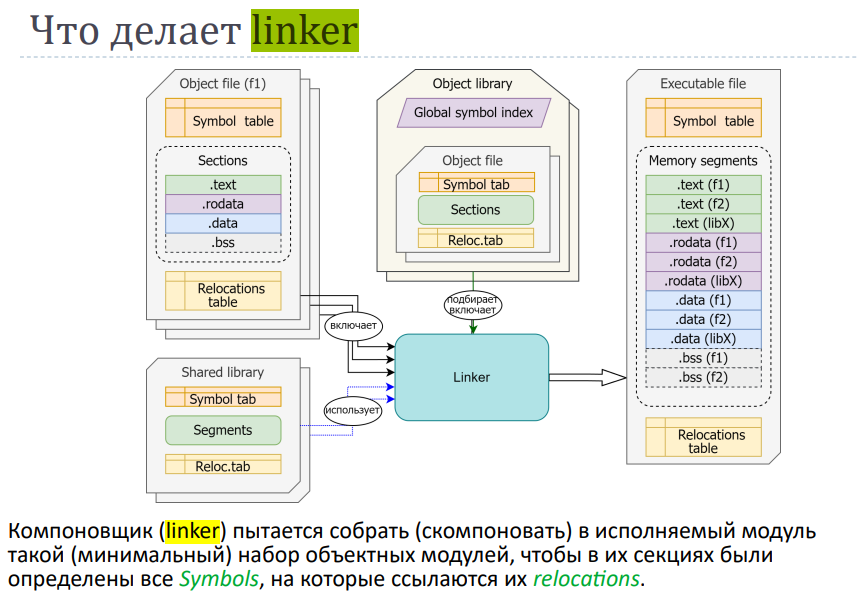 Что делает linker
Object file (f1)
Symbol table
Sections
.text
.rodata
.data
.bss
Relocations
table
Object library
Global symbol index
Object file
Symbol tab
Sections
Reloc.tab
Executable file
Symbol table
Memory segments
.text (f1)
.text (f2)
.text (libX)
.rodata (f1)
.rodata (f2)
.rodata (libX)
.data (f1)
.data (f2)
.data (libX)
.bss (f1)
.bss (f2)
Relocations
table
включает
подбирает
включает
Linker
Shared library
Symbol tab
Segments
Reloc.tab
использует
Компоновщик (linker) пытается собрать (скомпоновать) в исполняемый модуль
такой (минимальный) набор объектных модулей, чтобы в их секциях были
определены все Symbols, на которые ссылаются их relocations.